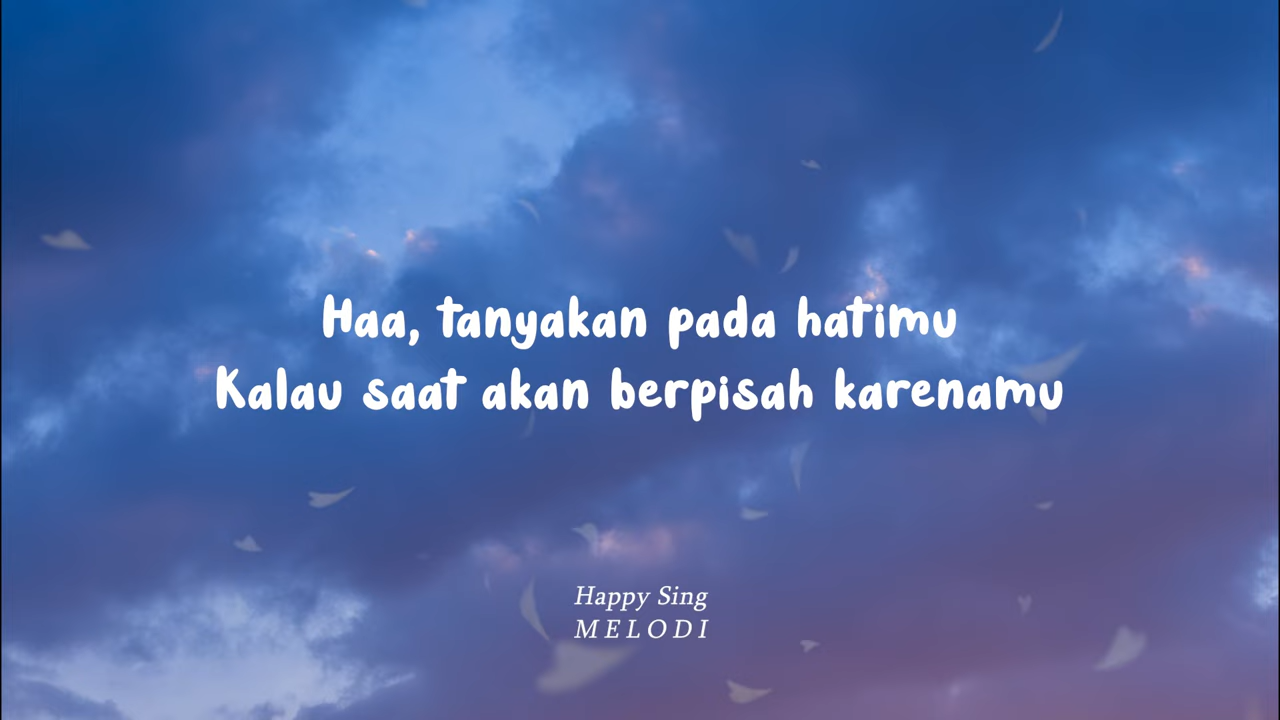 Haa, tanyakan pada hatimu
Kalau saat akan berpisah karenamu
Happy Sing
MELODI